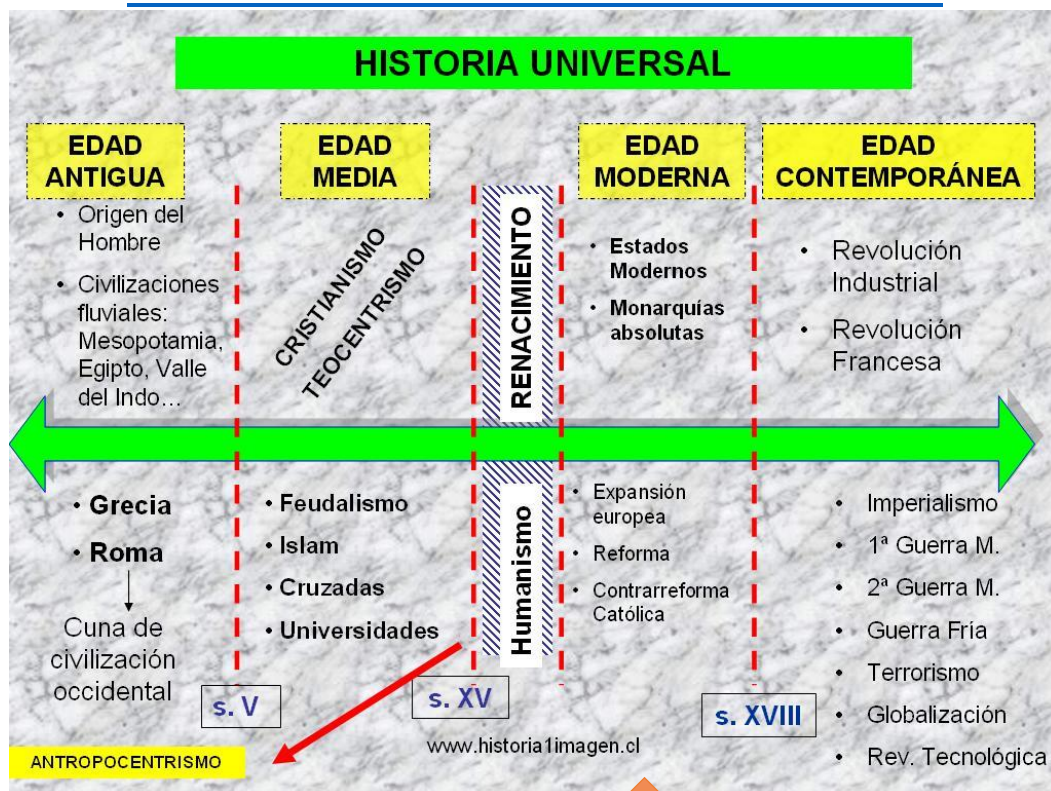 HISTORIA UNIVERSAL
EDAD
ANTIGUA
• Origen del
Hombre
• Civilizaciones
fluviales:
Mesopotamia,
Egipto, Valle
del Indo…
EDAD
MEDIA
CRISTIANISMO
TEOCENTRISMO
RENACIMIENTO
EDAD
MODERNA
• Estados
Modernos
• Monarquías
absolutas
EDAD
CONTEMPORÁNEA
• Revolución
Industrial
• Revolución
Francesa
• Grecia
• Roma
Cuna de
civilización
occidental
• Feudalismo
• Islam
• Cruzadas
• Universidades
Humanismo
• Expansión
europea
• Reforma
• Contrarreforma
Católica
• Imperialismo
• 1ª Guerra M.
• 2ª Guerra M.
• Guerra Fría
• Terrorismo
• Globalización
• Rev. Tecnológica
s. V
s. XV
s. XVIII
www.historia1imagen.cl
ANTROPOCENTRISMO